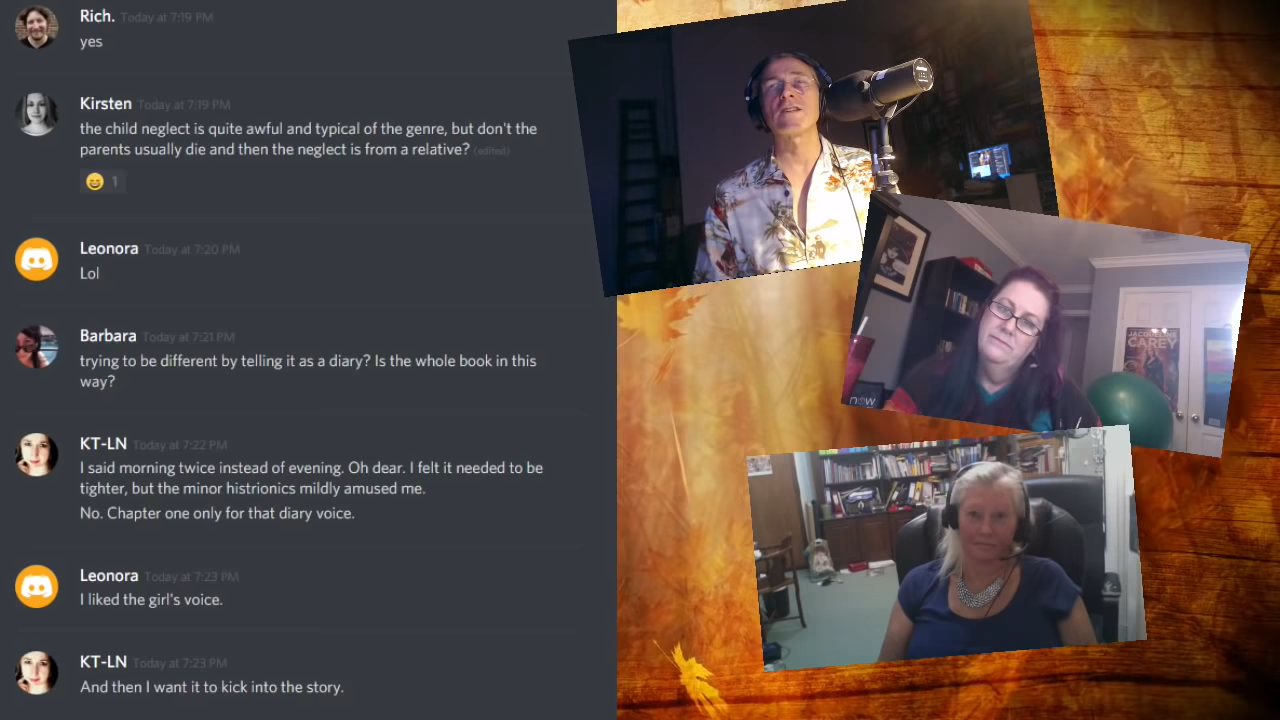 Rich. Today at 7:19 PM
yes
Kirsten Today at 7:19 PM
the child neglect is quite awful and typical of the genre, but don't the
parents usually die and then the neglect is from a relative? (edited)
1
Leonora Today at 7:20 PM
Lol
Barbara Today at 7:21 PM
trying to be different by telling it as a diary? Is the whole book in this
way?
KT-LN Today at 7:22 PM
I said morning twice instead of evening. Oh dear. I felt it needed to be
tighter, but the minor histrionics mildly amused me.
No. Chapter one only for that diary voice.
Leonora Today at 7:23 PM
I liked the girl's voice.
KT-LN Today at 7:23 PM
And then I want it to kick into the story.
CAREY
now